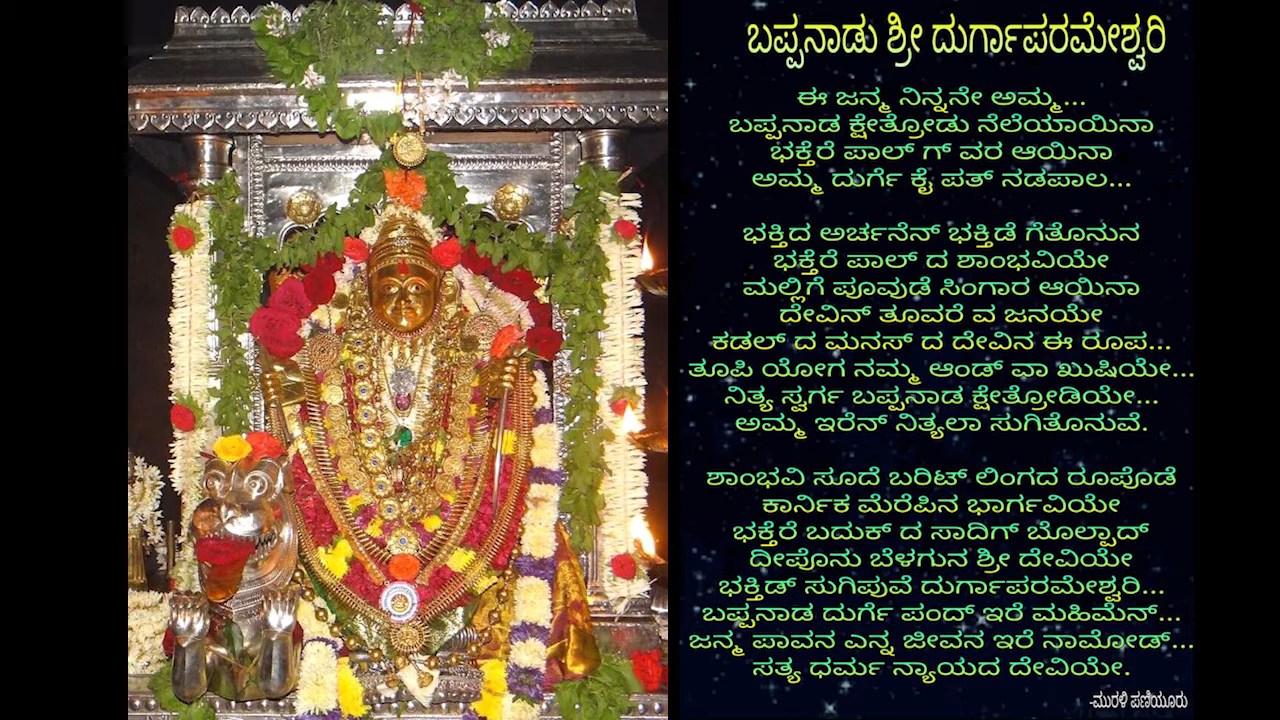 ಬಪ್ಪನಾಡು ಶ್ರೀ ದುರ್ಗಾಪರಮೇಶ್ವರಿ
ಈ ಜನ್ಮ ನಿನ್ನನೇ ಅಮ್ಮ...
ಬಪ್ಪನಾಡ ಕ್ಷೇತ್ರೋಡು ನೆಲೆಯಾಯಿನಾ
ಭಕ್ತೆರೆ ಪಾಲ್ ಗ್ ವರ ಆಯಿನಾ
ಅಮ್ಮ ದುರ್ಗೆ ಕೈ ಪತ್ ನಡಪಾಲ...
ಭಕ್ತಿದ ಅರ್ಚನೆನ್ ಭಕ್ತಿಡೆ ಗೆತೊನುನ
ಭಕ್ತೆರೆ ಪಾಲ್ ದ ಶಾಂಭವಿಯೇ
ಮಲ್ಲಿಗೆ ಪೂವುಡೆ ಸಿಂಗಾರ ಆಯಿನಾ
ದೇವಿನ್ ತೂವರೆ ವ ಜನಯೇ
ಕಡಲ್ ದ ಮನಸ್ ದ ದೇವಿನ ಈ ರೂಪ...
ತೂಪಿ ಯೋಗ ನಮ್ಮ ಆಂಡ್ ವಾ ಖುಷಿಯೇ...
ನಿತ್ಯ ಸ್ವರ್ಗ ಬಪ್ಪನಾಡ ಕ್ಷೇತ್ರೋಡಿಯೇ...
ಅಮ್ಮ ಇರೆನ್ ನಿತ್ಯಲಾ ಸುಗಿತೊನುವೆ.
ಶಾಂಭವಿ ಸೂದೆ ಬರಿಟ್ ಲಿಂಗದ ರೂಪೊಡೆ
ಕಾರ್ನಿಕ ಮೆರೆಪಿನ ಭಾರ್ಗವಿಯೇ
ಭಕ್ತೆರೆ ಬದುಕ್ ದ ಸಾದಿಗ್ ಬೊಲ್ಪಾದ್
ದೀಪೊನು ಬೆಳಗುನ ಶ್ರೀ ದೇವಿಯೇ
ಭಕ್ತಿಡ್ ಸುಗಿಪುವೆ ದುರ್ಗಾಪರಮೇಶ್ವರಿ...
ಬಪ್ಪನಾಡ ದುರ್ಗೆ ಪಂದ್ ಇರೆ ಮಹಿಮೆನ್...
ಜನ್ಮ ಪಾವನ ಎನ್ನ ಜೀವನ ಇರೆ ನಾಮೋಡ್...
ಸತ್ಯ ಧರ್ಮ ನ್ಯಾಯದ ದೇವಿಯೇ.
-ಮುರಳಿ ಪಣಿಯೂರು